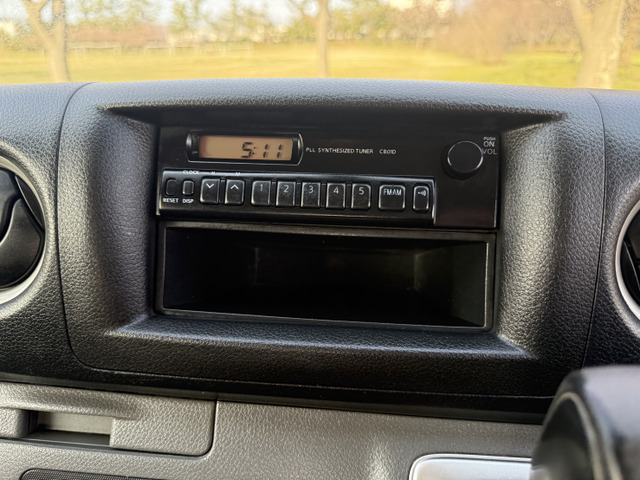 5:11
PLL SYNTHESIZED TUNER CB01D
PUSH
ON
VOL
CLOCK H M
1 2 3 4 5 FM AM
RESET DISP